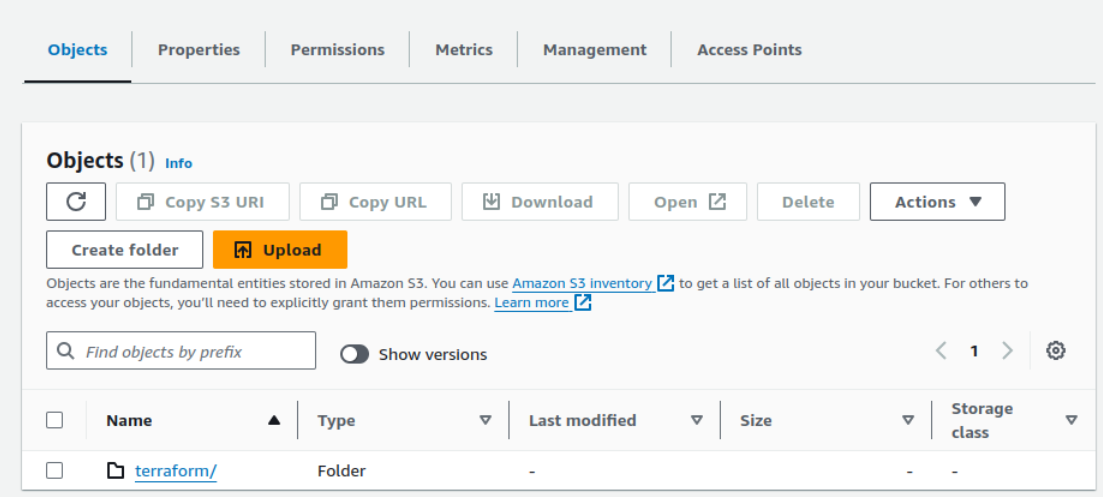 Objects Properties Permissions Metrics Management Access Points
Objects (1) Info
Copy S3 URI Copy URL Download Open Delete Actions
Create folder Upload
Objects are the fundamental entities stored in Amazon S3. You can use Amazon S3 inventory to get a list of all objects in your bucket. For others to
access your objects, you'll need to explicitly grant them permissions. Learn more
Find objects by prefix Show versions 1
Name Type Last modified Size Storage
class
terraform/ Folder - - -